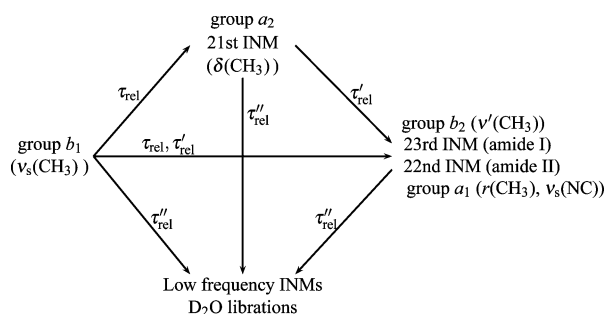 group a₂
21st INM
(δ(CH₃))
τrel
τ′rel
τ″rel
group b₁
(νs(CH₃))
τrel, τ′rel
group b₂ (ν′(CH₃))
23rd INM (amide I)
22nd INM (amide II)
group a₁ (r(CH₃), νs(NC))
τ″rel
τ″rel
Low frequency INMs
D₂O librations